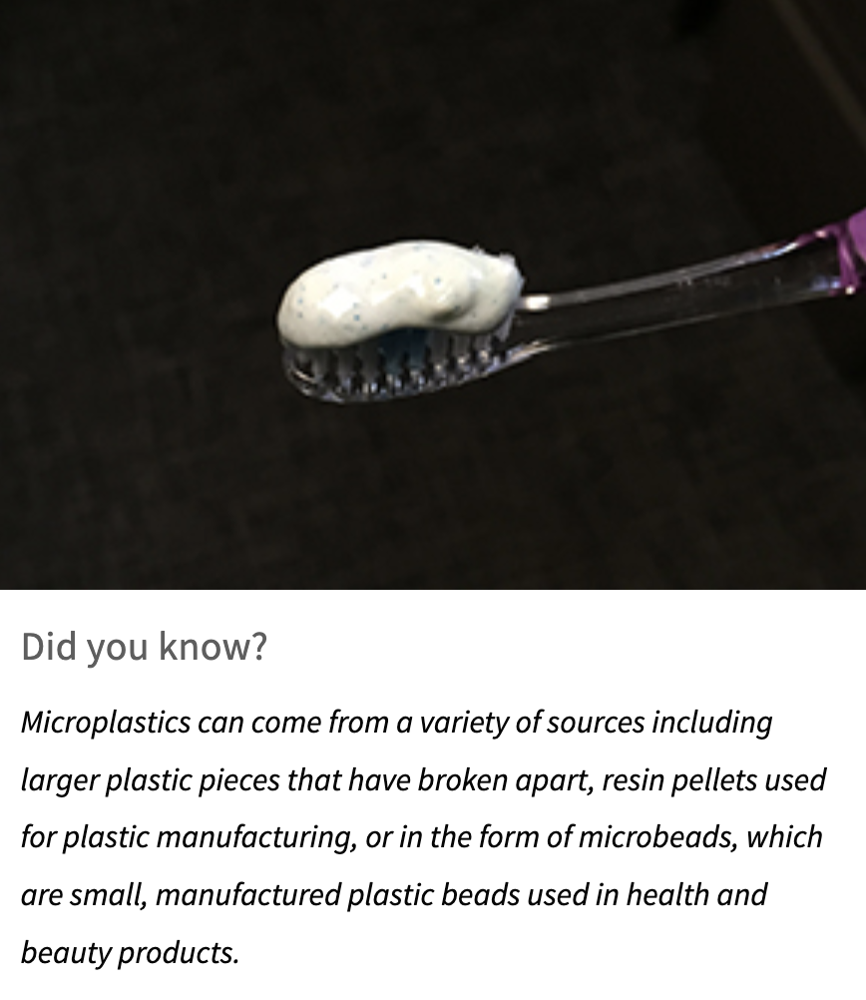 Did you know?
Microplastics can come from a variety of sources including
larger plastic pieces that have broken apart, resin pellets used
for plastic manufacturing, or in the form of microbeads, which
are small, manufactured plastic beads used in health and
beauty products.